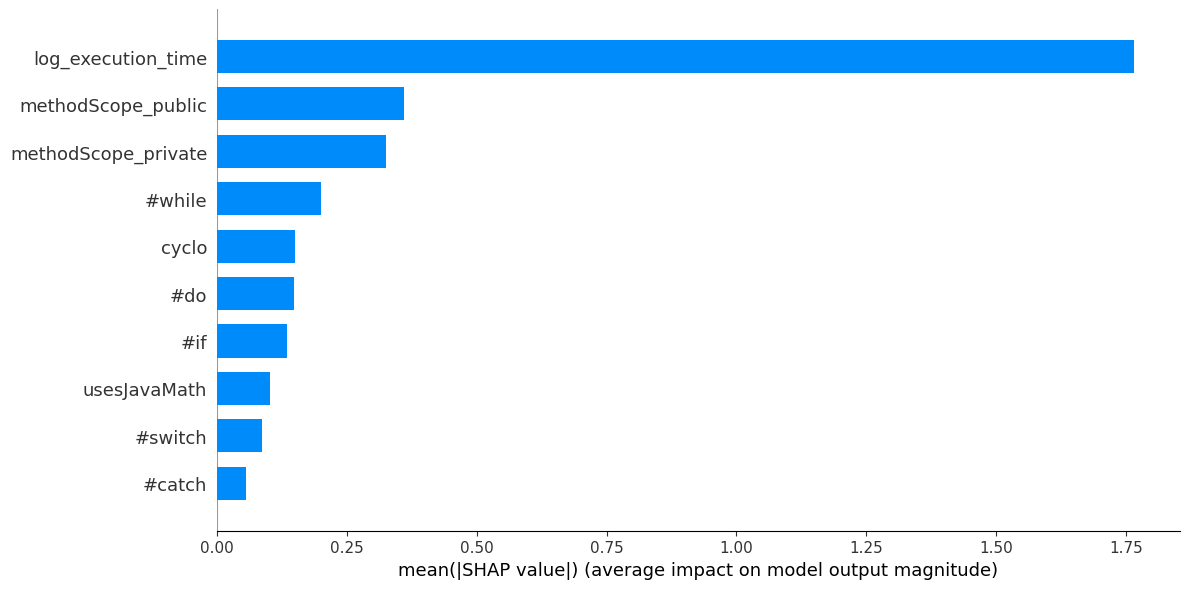 log_execution_time
methodScope_public
methodScope_private
#while
cyclo
#do
#if
usesJavaMath
#switch
#catch
0.00 0.25 0.50 0.75 1.00 1.25 1.50 1.75
mean(|SHAP value|) (average impact on model output magnitude)